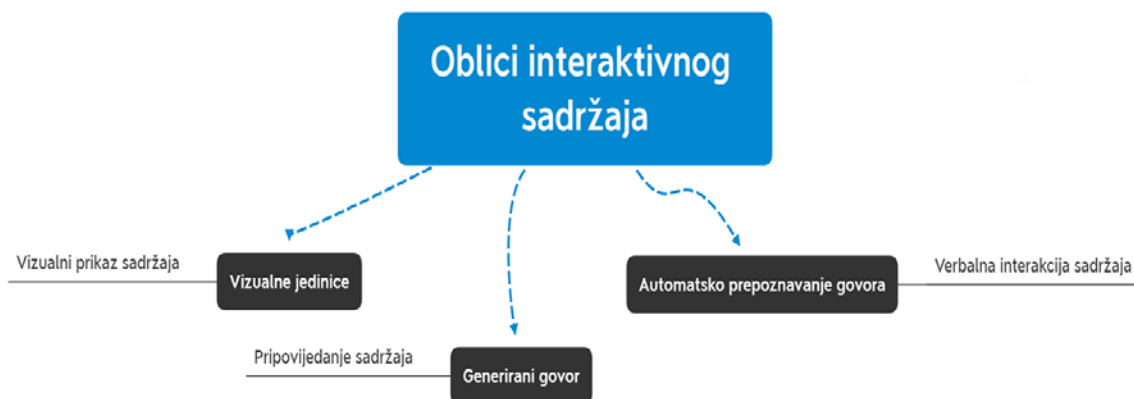 Oblici interaktivnog
sadržaja
Vizualni prikaz sadržaja
Vizualne jedinice
Automatsko prepoznavanje govora
Verbalna interakcija sadržaja
Pripovijedanje sadržaja
Generirani govor